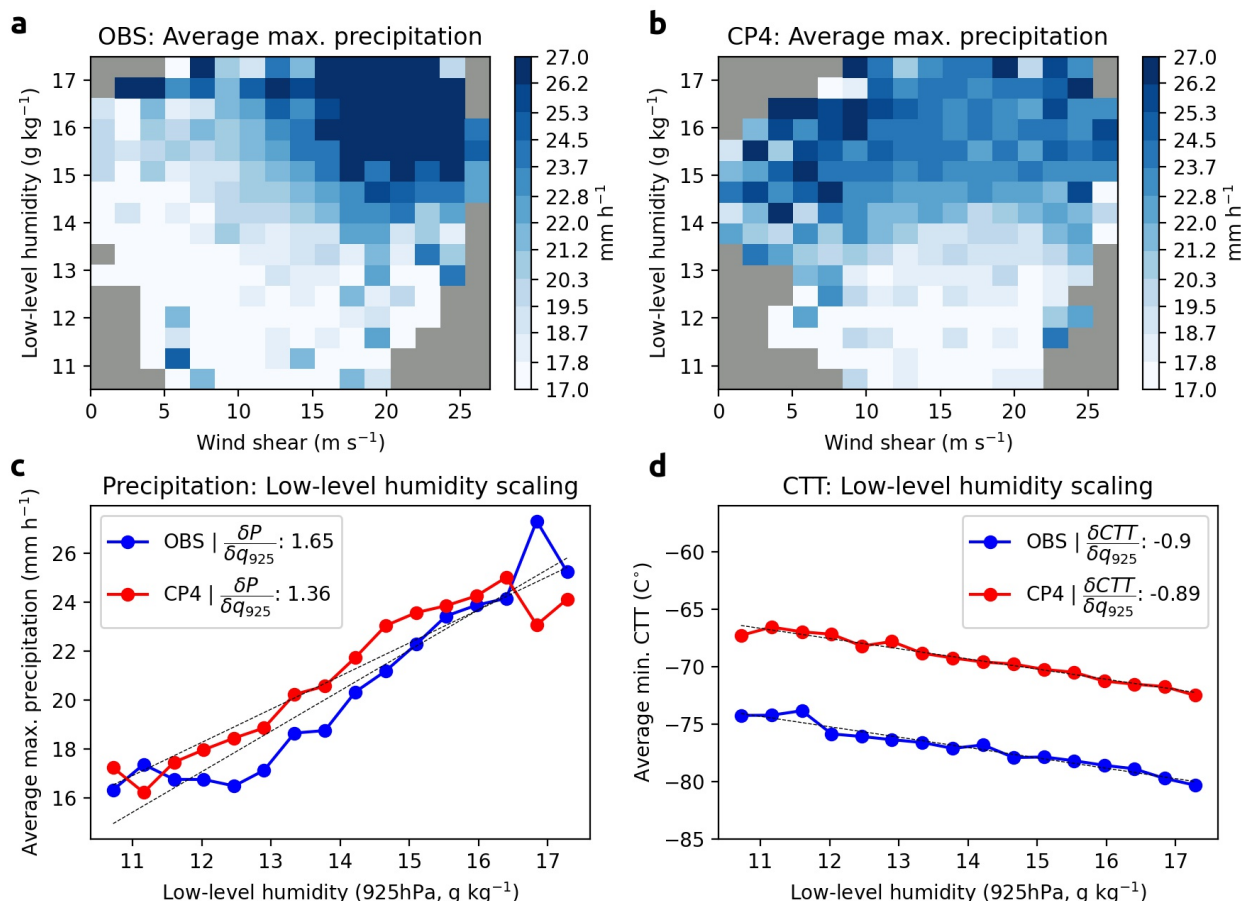 a
OBS: Average max. precipitation
Low-level humidity (g kg⁻¹)
17
16
15
14
13
12
11
0 5 10 15 20 25
Wind shear (m s⁻¹)
27.0
26.2
25.3
24.5
23.7
22.8
22.0
21.2
20.3
19.5
18.7
17.8
17.0
mm h⁻¹
b
CP4: Average max. precipitation
Low-level humidity (g kg⁻¹)
17
16
15
14
13
12
11
0 5 10 15 20 25
Wind shear (m s⁻¹)
27.0
26.2
25.3
24.5
23.7
22.8
22.0
21.2
20.3
19.5
18.7
17.8
17.0
mm h⁻¹
c
Precipitation: Low-level humidity scaling
Average max. precipitation (mm h⁻¹)
26
24
22
20
18
16
OBS | δP/δq₉₂₅: 1.65
CP4 | δP/δq₉₂₅: 1.36
11 12 13 14 15 16 17
Low-level humidity (925hPa, g kg⁻¹)
d
CTT: Low-level humidity scaling
Average min. CTT (C°)
−60
−65
−70
−75
−80
−85
OBS | δCTT/δq₉₂₅: -0.9
CP4 | δCTT/δq₉₂₅: -0.89
11 12 13 14 15 16 17
Low-level humidity (925hPa, g kg⁻¹)